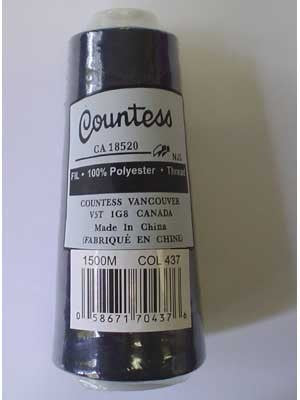 Countess
CA 18520 NJS
FIL • 100% Polyester • Thread
COUNTESS VANCOUVER
V5T 1G8 CANADA
Made In China
(FABRIQUÉ EN CHINE)
1500M COL 437
0 58671 70437 6